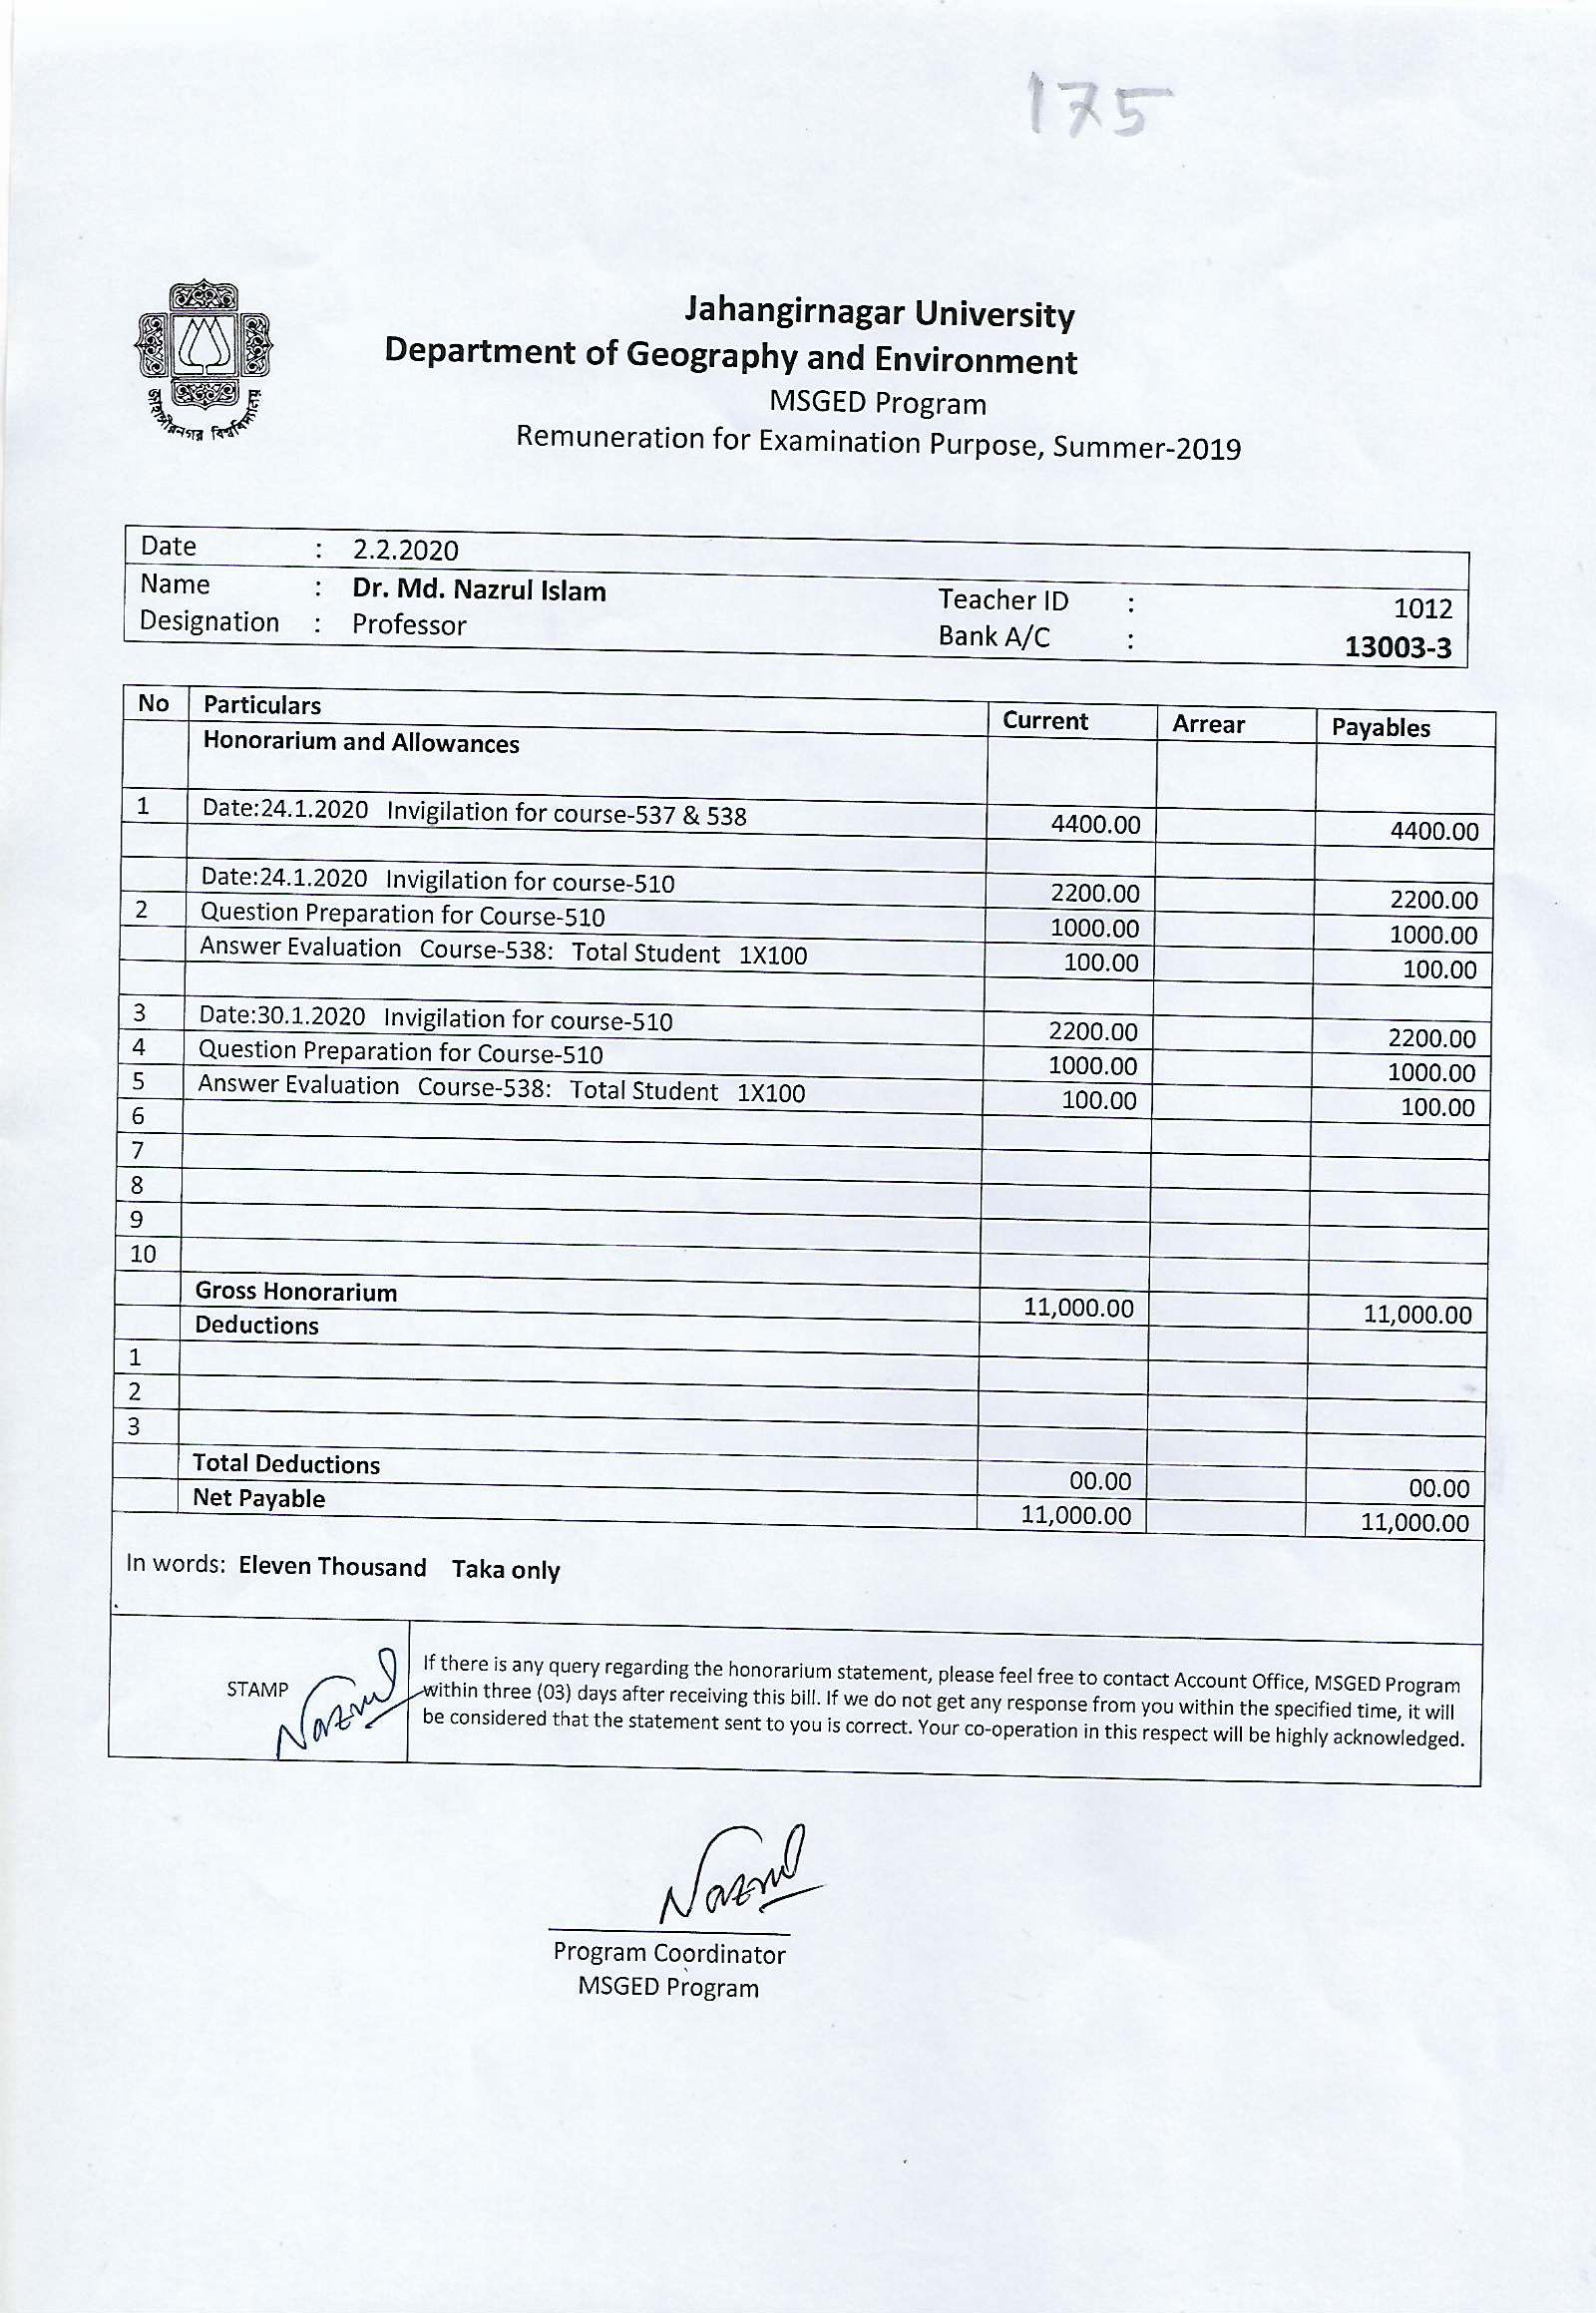 175
জাহাঙ্গীরনগর বিশ্ববিদ্যালয়
Jahangirnagar University
Department of Geography and Environment
MSGED Program
Remuneration for Examination Purpose, Summer-2019
Date : 2.2.2020
Name : Dr. Md. Nazrul Islam Teacher ID : 1012
Designation : Professor Bank A/C : 13003-3
No Particulars Current Arrear Payables
Honorarium and Allowances
1 Date:24.1.2020 Invigilation for course-537 & 538 4400.00 4400.00
Date:24.1.2020 Invigilation for course-510 2200.00 2200.00
2 Question Preparation for Course-510 1000.00 1000.00
Answer Evaluation Course-538: Total Student 1X100 100.00 100.00
3 Date:30.1.2020 Invigilation for course-510 2200.00 2200.00
4 Question Preparation for Course-510 1000.00 1000.00
5 Answer Evaluation Course-538: Total Student 1X100 100.00 100.00
6
7
8
9
10
Gross Honorarium 11,000.00 11,000.00
Deductions
1
2
3
Total Deductions 00.00 00.00
Net Payable 11,000.00 11,000.00
In words: Eleven Thousand Taka only
STAMP Nazrul
If there is any query regarding the honorarium statement, please feel free to contact Account Office, MSGED Program
within three (03) days after receiving this bill. If we do not get any response from you within the specified time, it will
be considered that the statement sent to you is correct. Your co-operation in this respect will be highly acknowledged.
Nazrul
Program Coordinator
MSGED Program